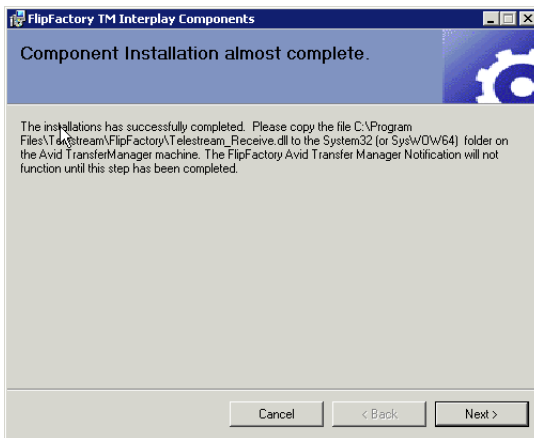 FlipFactory TM Interplay Components
Component Installation almost complete.
The installations has successfully completed.  Please copy the file C:\Program
Files\Telestream\FlipFactory\Telestream_Receive.dll to the System32 (or SysWOW64)  folder on
the Avid TransferManager machine. The FlipFactory Avid Transfer Manager Notification will not
function until this step has been completed.
Cancel
< Back
Next >